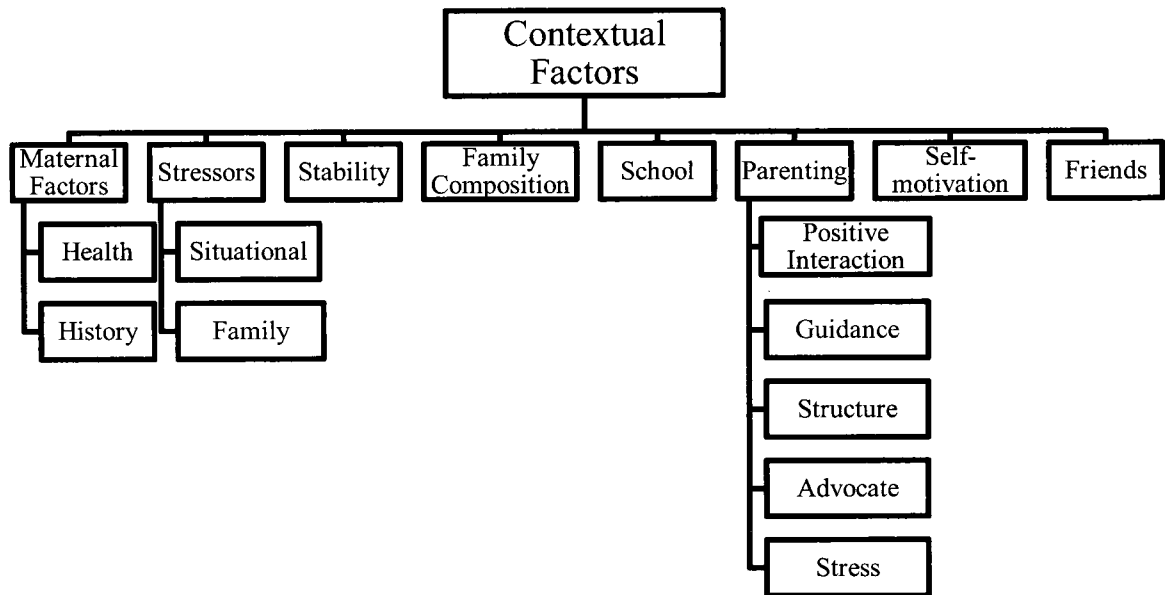 Contextual
Factors
Maternal
Factors
Stressors
Stability
Family
Composition
School
Parenting
Self-
motivation
Friends
Health
History
Situational
Family
Positive
Interaction
Guidance
Structure
Advocate
Stress